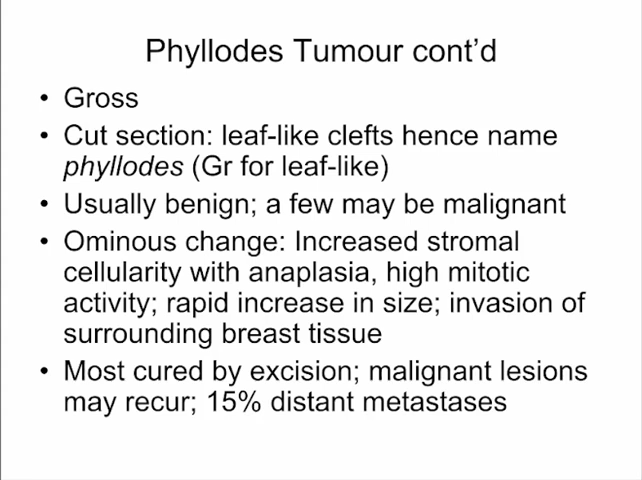 Phyllodes Tumour cont'd
• Gross
• Cut section: leaf-like clefts hence name
phyllodes (Gr for leaf-like)
• Usually benign; a few may be malignant
• Ominous change: Increased stromal
cellularity with anaplasia, high mitotic
activity; rapid increase in size; invasion of
surrounding breast tissue
• Most cured by excision; malignant lesions
may recur; 15% distant metastases